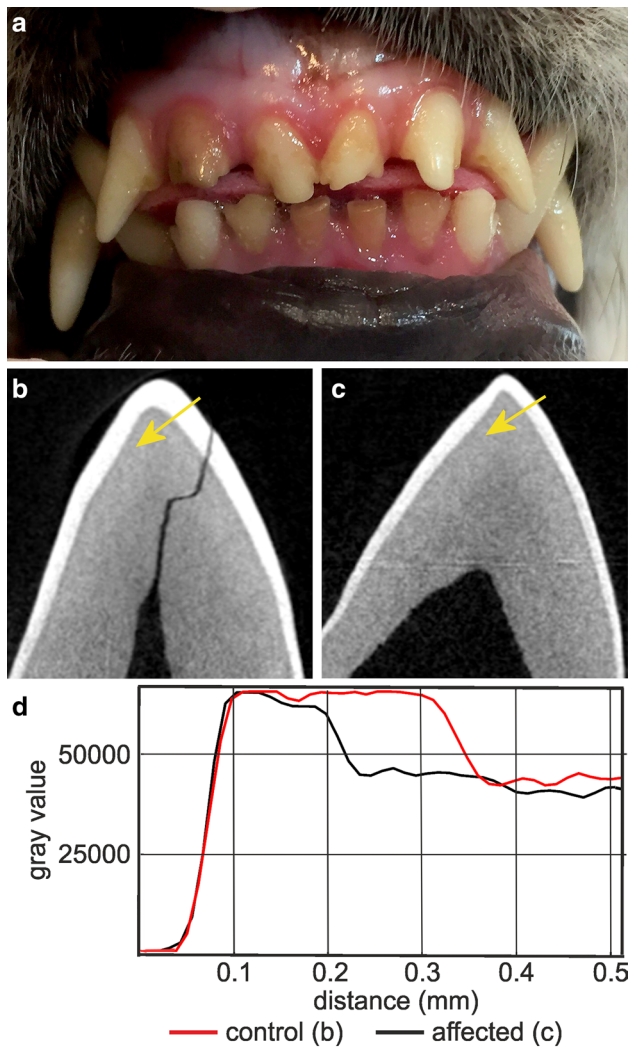 a
b
c
d
50000
25000
gray value
0.1 0.2 0.3 0.4 0.5
distance (mm)
control (b) affected (c)